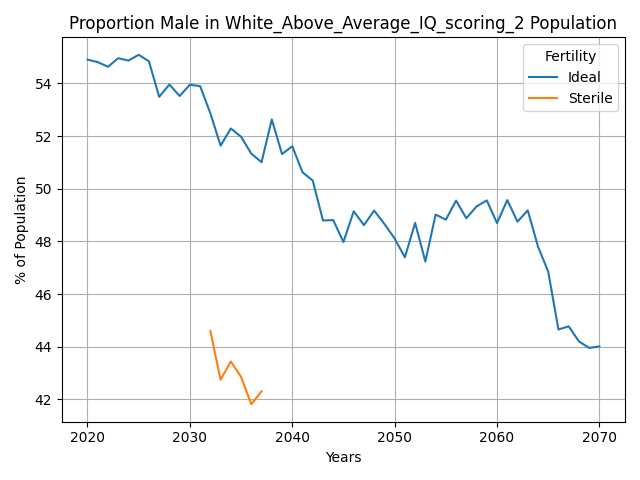 Proportion Male in White_Above_Average_IQ_scoring_2 Population
Fertility
Ideal
Sterile
% of Population
54
52
50
48
46
44
42
2020 2030 2040 2050 2060 2070
Years